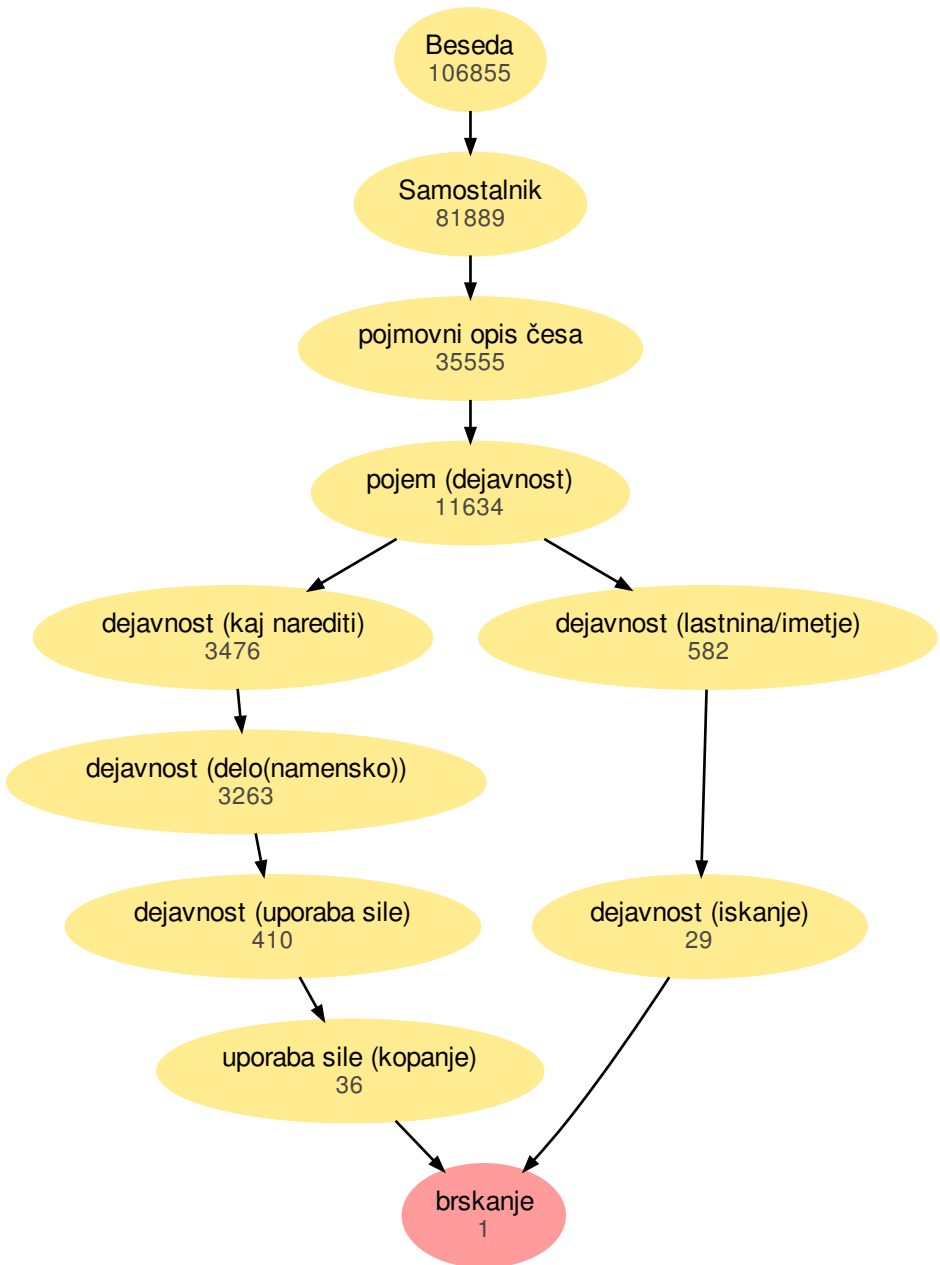 Beseda
106855
Samostalnik
81889
pojmovni opis česa
35555
pojem (dejavnost)
11634
dejavnost (kaj narediti)
3476
dejavnost (lastnina/imetje)
582
dejavnost (delo(namensko))
3263
dejavnost (uporaba sile)
410
dejavnost (iskanje)
29
uporaba sile (kopanje)
36
brskanje
1